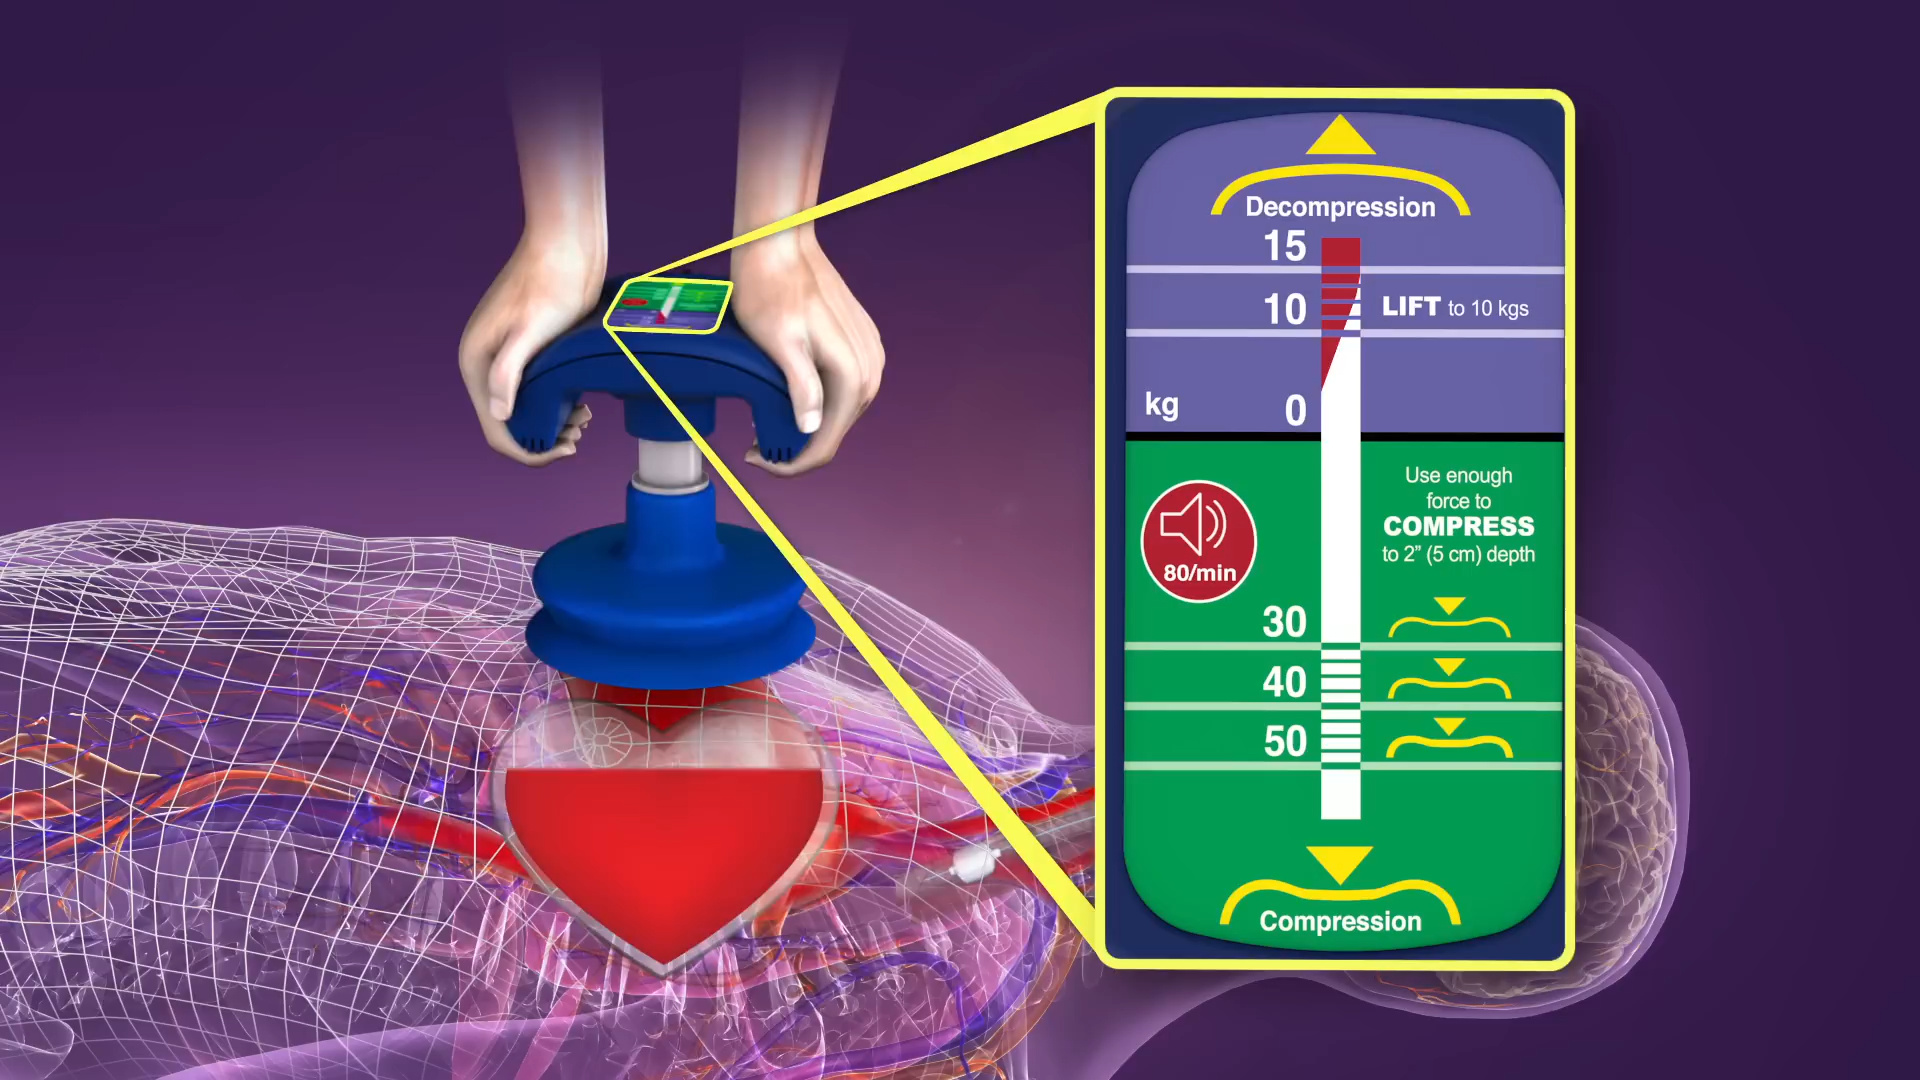 Decompression
15
10
LIFT to 10 kgs
kg
0
Use enough
force to
COMPRESS
to 2” (5 cm) depth
80/min
30
40
50
Compression